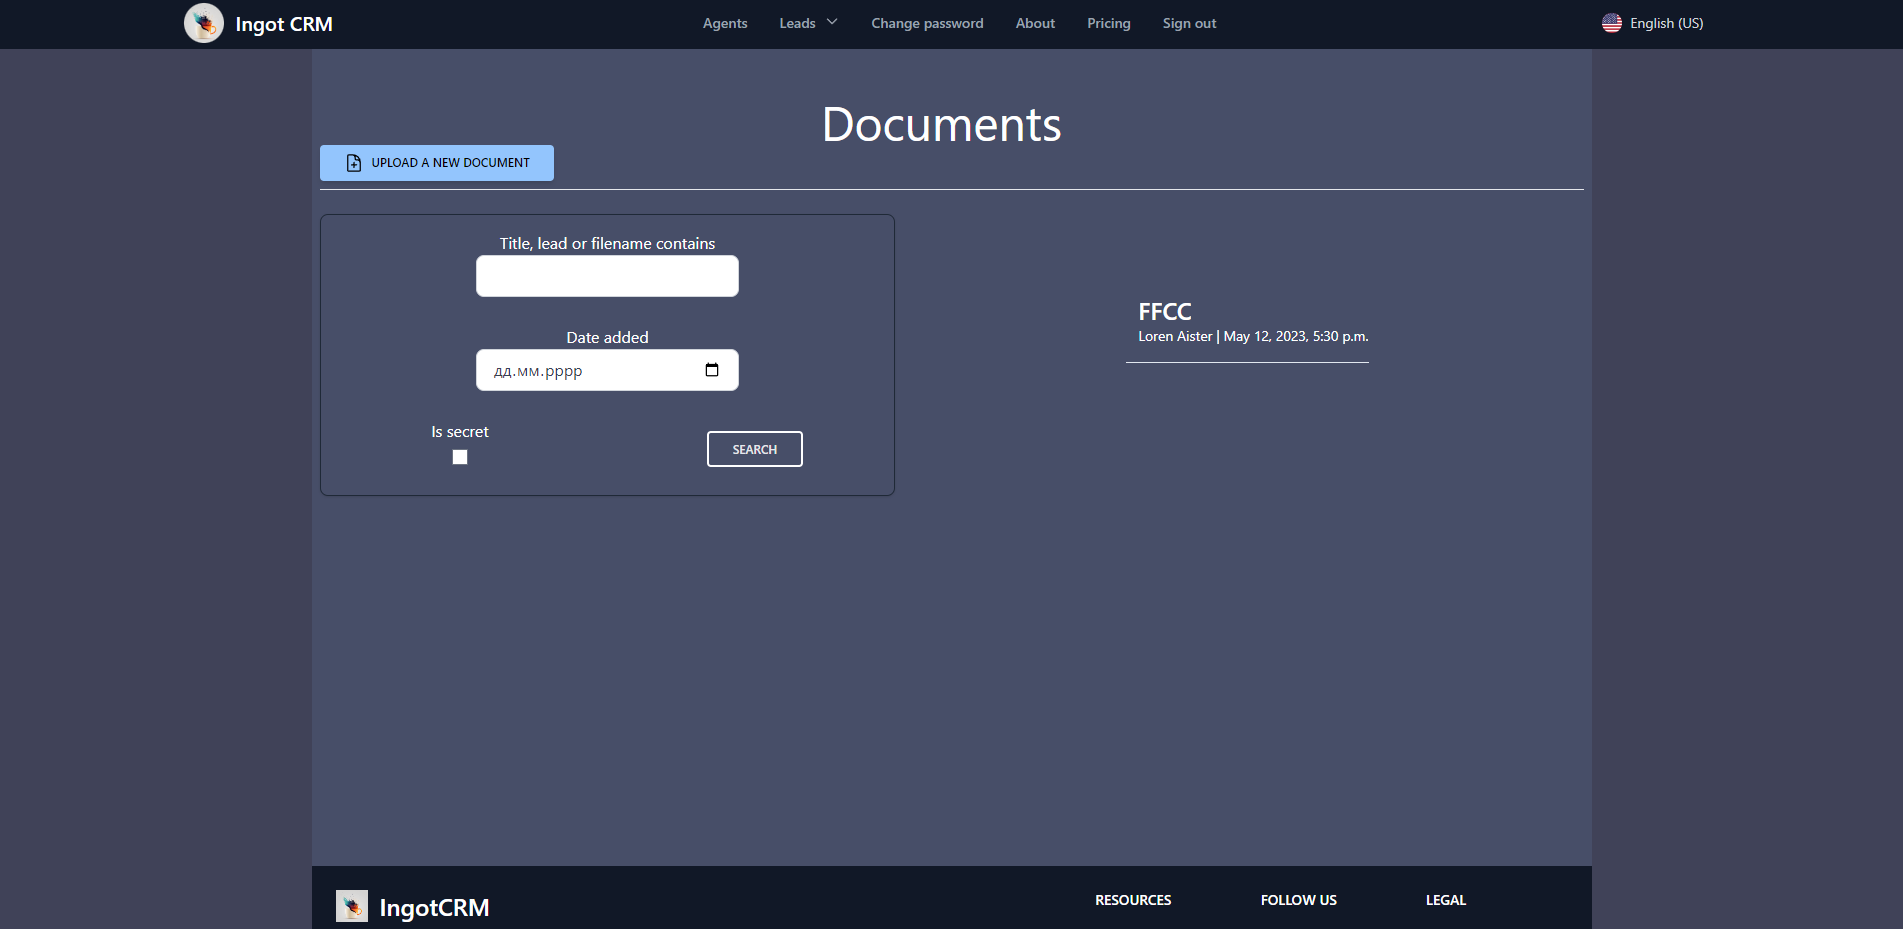 Ingot CRM
Agents
Leads
Change password
About
Pricing
Sign out
English (US)
Documents
UPLOAD A NEW DOCUMENT
Title, lead or filename contains
Date added
дд.мм.рррр
Is secret
SEARCH
FFCC
Loren Aister | May 12, 2023, 5:30 p.m.
IngotCRM
RESOURCES
FOLLOW US
LEGAL